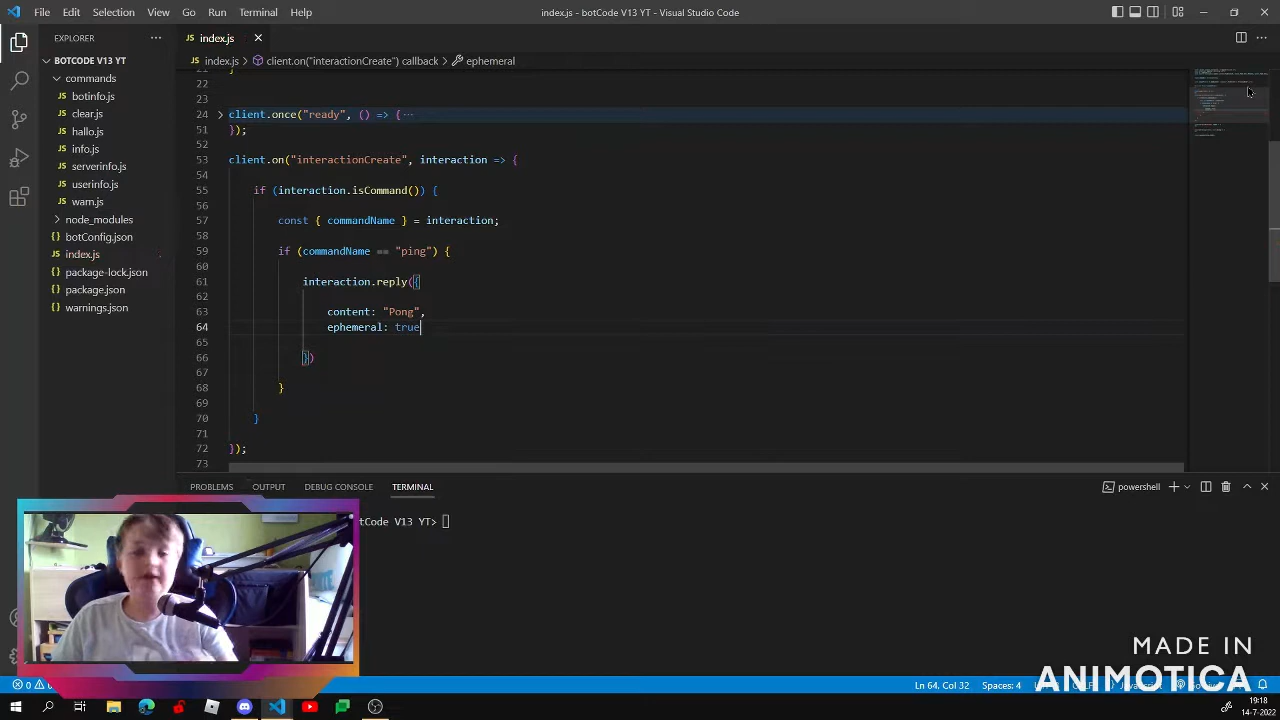 File Edit Selection View Go Run Terminal Help
index.js - botCode V13 YT - Visual Studio Code
EXPLORER
index.js
BOTCODE V13 YT
index.js > client.on("interactionCreate") callback > ephemeral
commands
botinfo.js
clear.js
hallo.js
info.js
serverinfo.js
userinfo.js
warn.js
node_modules
botConfig.json
index.js
package-lock.json
package.json
warnings.json
21
22
23
24 client.once("ready", () => {···
51 });
52
53 client.on("interactionCreate", interaction => {
54
55 if (interaction.isCommand()) {
56
57 const { commandName } = interaction;
58
59 if (commandName == "ping") {
60
61 interaction.reply({
62
63 content: "Pong",
64 ephemeral: true
65
66 })
67
68 }
69
70 }
71
72 });
73
PROBLEMS OUTPUT DEBUG CONSOLE TERMINAL
powershell
tCode V13 YT>
MADE IN
ANIMOTICA
0 0
Ln 64, Col 32 Spaces: 4
19:18
14-7-2022